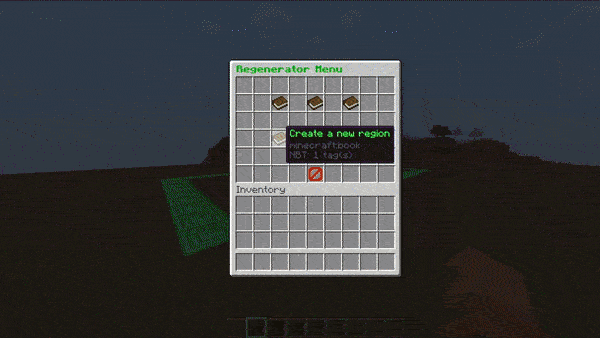 Regenerator Menu
Create a new region
minecraft:book
NBT: 1 tag(s)
Inventory